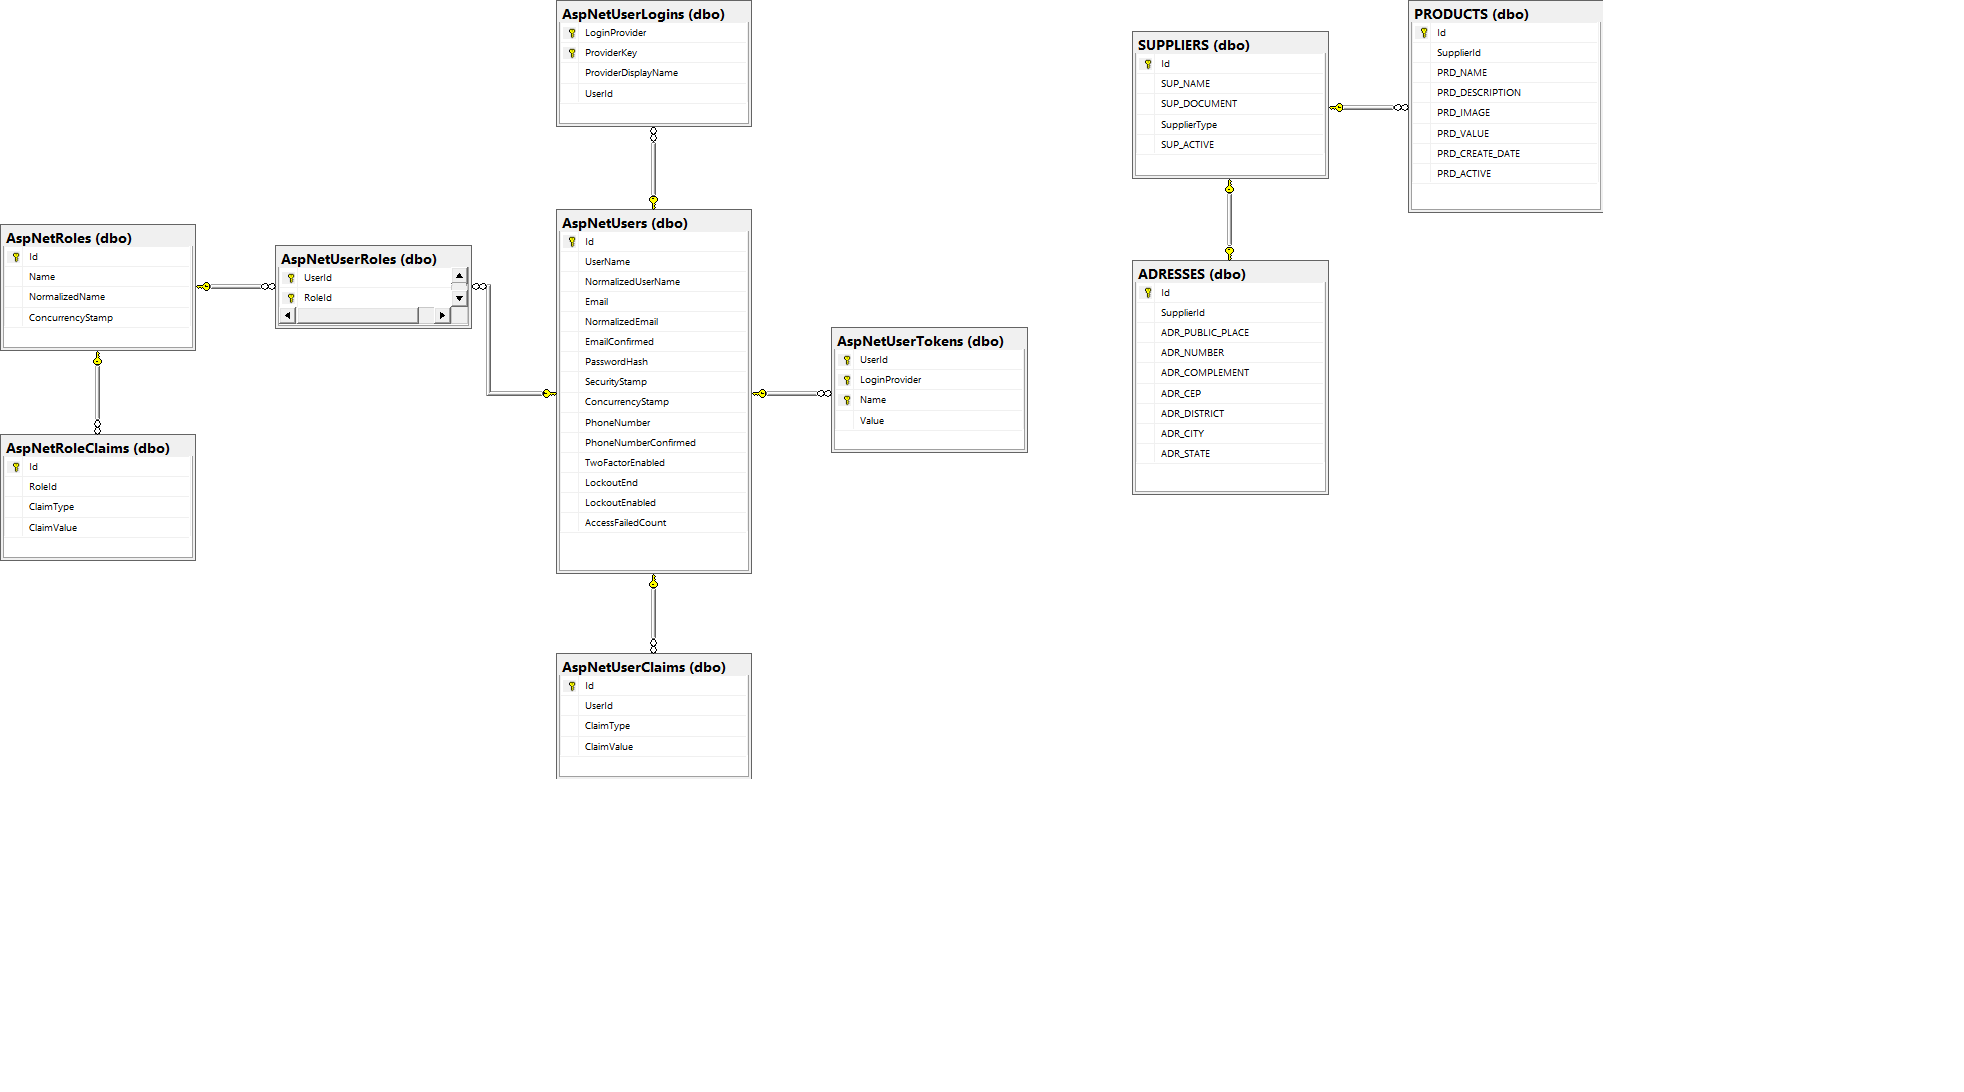 AspNetUserLogins (dbo)
LoginProvider
ProviderKey
ProviderDisplayName
UserId
SUPPLIERS (dbo)
Id
SUP_NAME
SUP_DOCUMENT
SupplierType
SUP_ACTIVE
PRODUCTS (dbo)
Id
SupplierId
PRD_NAME
PRD_DESCRIPTION
PRD_IMAGE
PRD_VALUE
PRD_CREATE_DATE
PRD_ACTIVE
AspNetRoles (dbo)
Id
Name
NormalizedName
ConcurrencyStamp
AspNetUserRoles (dbo)
UserId
RoleId
AspNetUsers (dbo)
Id
UserName
NormalizedUserName
Email
NormalizedEmail
EmailConfirmed
PasswordHash
SecurityStamp
ConcurrencyStamp
PhoneNumber
PhoneNumberConfirmed
TwoFactorEnabled
LockoutEnd
LockoutEnabled
AccessFailedCount
AspNetUserTokens (dbo)
UserId
LoginProvider
Name
Value
ADRESSES (dbo)
Id
SupplierId
ADR_PUBLIC_PLACE
ADR_NUMBER
ADR_COMPLEMENT
ADR_CEP
ADR_DISTRICT
ADR_CITY
ADR_STATE
AspNetRoleClaims (dbo)
Id
RoleId
ClaimType
ClaimValue
AspNetUserClaims (dbo)
Id
UserId
ClaimType
ClaimValue